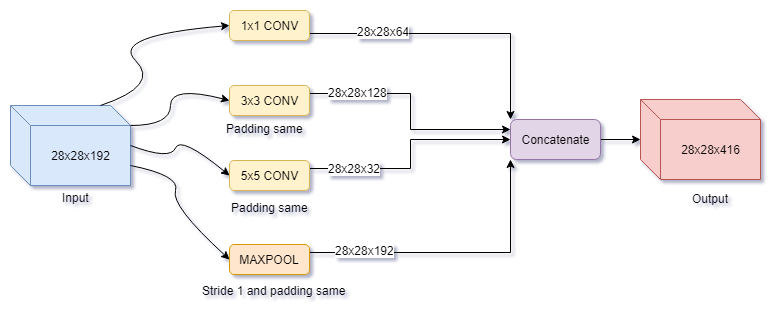 1x1 CONV
28x28x64
3x3 CONV
28x28x128
Padding same
28x28x192
Input
5x5 CONV
28x28x32
Padding same
MAXPOOL
28x28x192
Stride 1 and padding same
Concatenate
28x28x416
Output